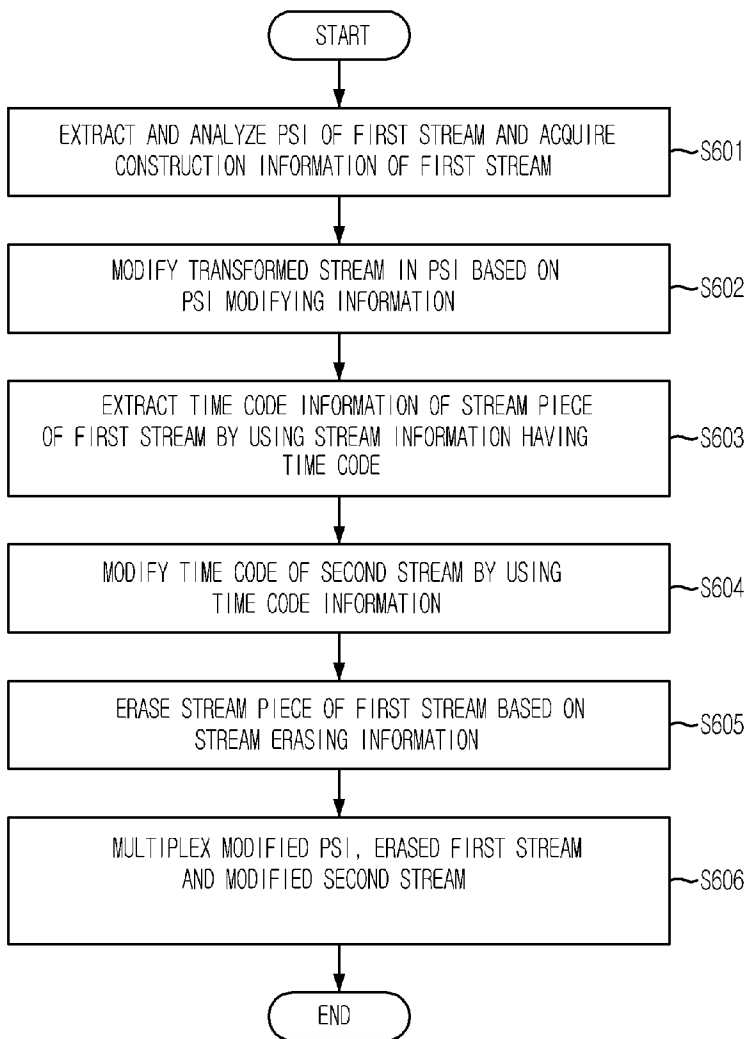 START
EXTRACT AND ANALYZE PSI OF FIRST STREAM AND ACQUIRE
CONSTRUCTION INFORMATION OF FIRST STREAM
S601
MODIFY TRANSFORMED STREAM IN PSI BASED ON
PSI MODIFYING INFORMATION
S602
EXTRACT TIME CODE INFORMATION OF STREAM PIECE
OF FIRST STREAM BY USING STREAM INFORMATION HAVING
TIME CODE
S603
MODIFY TIME CODE OF SECOND STREAM BY USING
TIME CODE INFORMATION
S604
ERASE STREAM PIECE OF FIRST STREAM BASED ON
STREAM ERASING INFORMATION
S605
MULTIPLEX MODIFIED PSI, ERASED FIRST STREAM
AND MODIFIED SECOND STREAM
S606
END